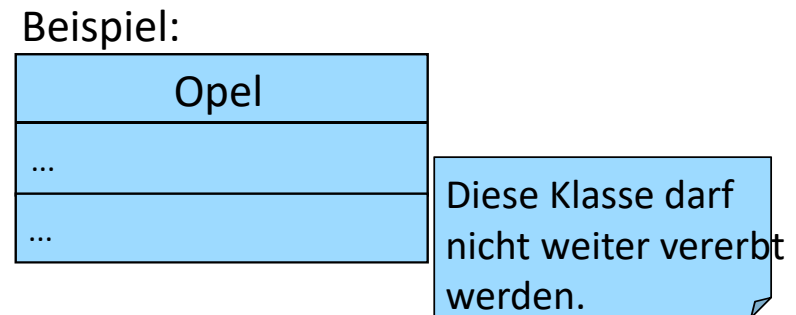 Beispiel:
Opel
...
...
Diese Klasse darf
nicht weiter vererbt
werden.